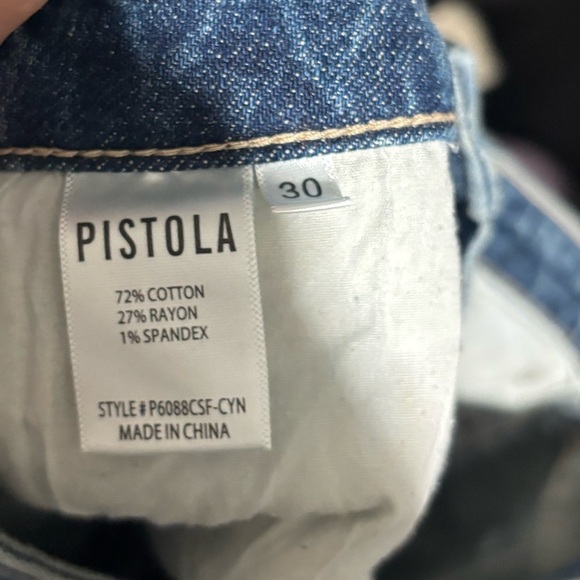 PISTOLA
30
72% COTTON
27% RAYON
1% SPANDEX
STYLE#P6088CSF-CYN
MADE IN CHINA